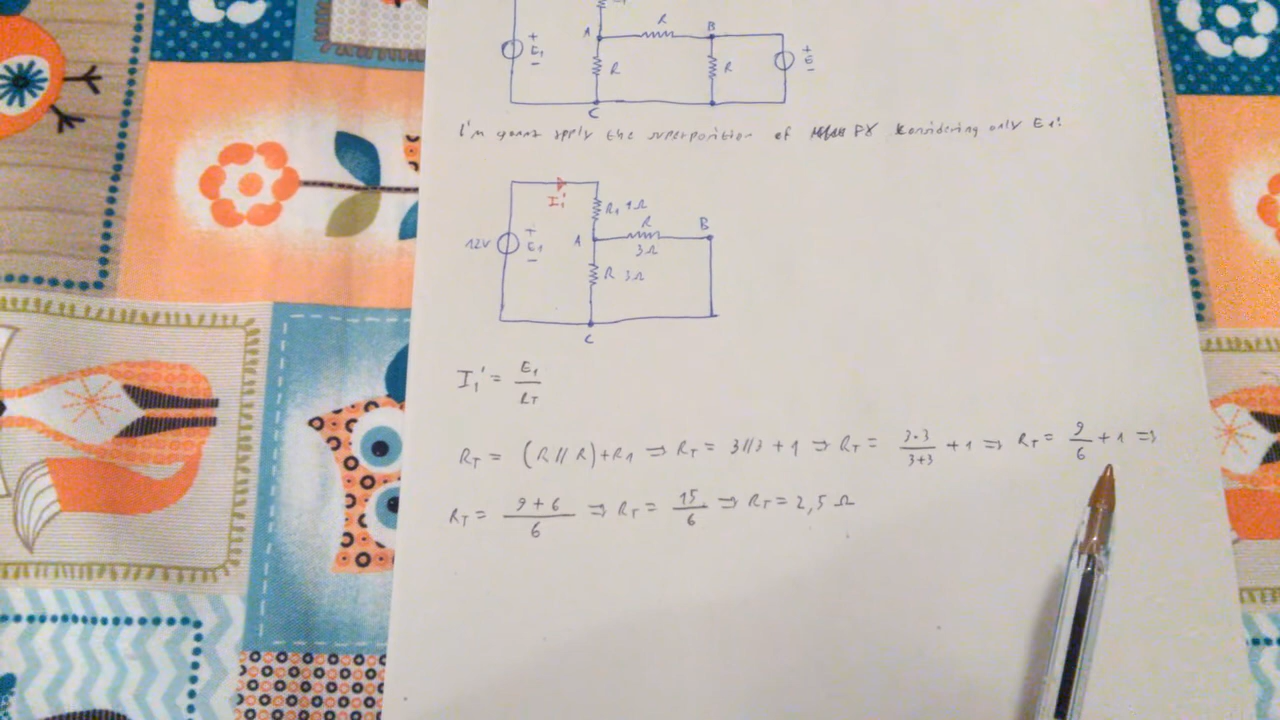 R
A B
+ E₁ − R R + E −
C
I'm gonna apply the superposition of considering only E₁:
I₁'
R₁ 1Ω
R B
12V + E₁ − A 3Ω
R 3Ω
C
I₁' = E₁/RT
RT = (R//R)+R₁ ⇒ RT = 3//3 + 1 ⇒ RT = 3·3/3+3 + 1 ⇒ RT = 9/6 + 1 ⇒
RT = 9+6/6 ⇒ RT = 15/6 ⇒ RT = 2,5 Ω